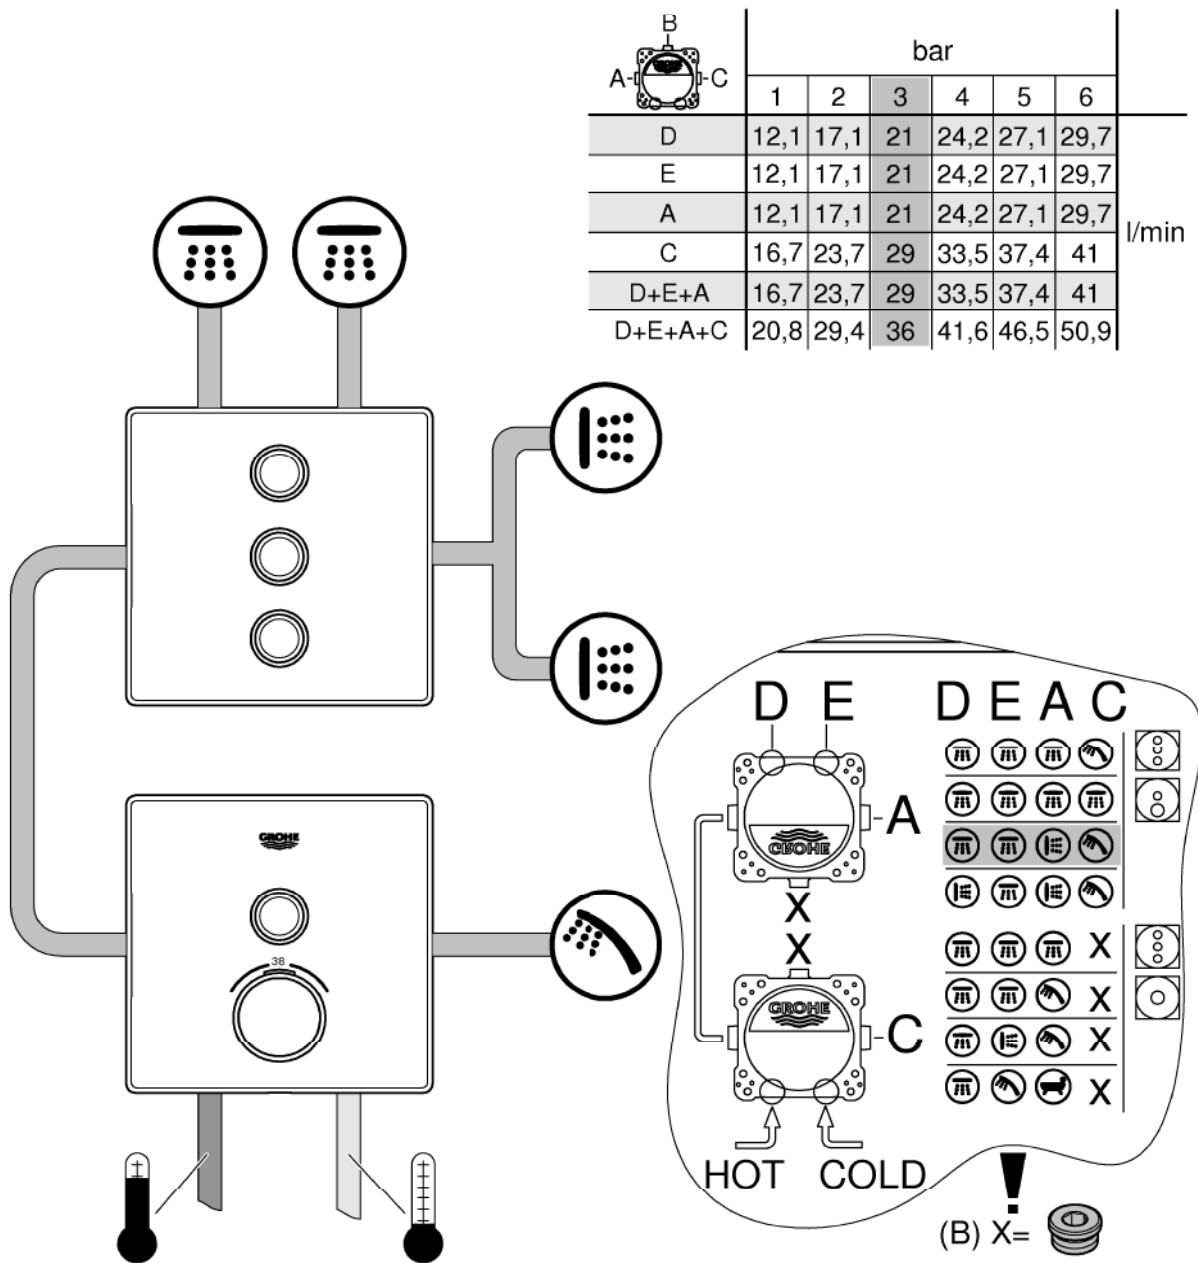 B
A C
bar
1 2 3 4 5 6
D 12,1 17,1 21 24,2 27,1 29,7
E 12,1 17,1 21 24,2 27,1 29,7
A 12,1 17,1 21 24,2 27,1 29,7
C 16,7 23,7 29 33,5 37,4 41
D+E+A 16,7 23,7 29 33,5 37,4 41
D+E+A+C 20,8 29,4 36 41,6 46,5 50,9
l/min
GROHE
38
D E
A
GROHE
X
X
GROHE
C
HOT COLD
D E A C
X
X
X
X
!
(B) X=